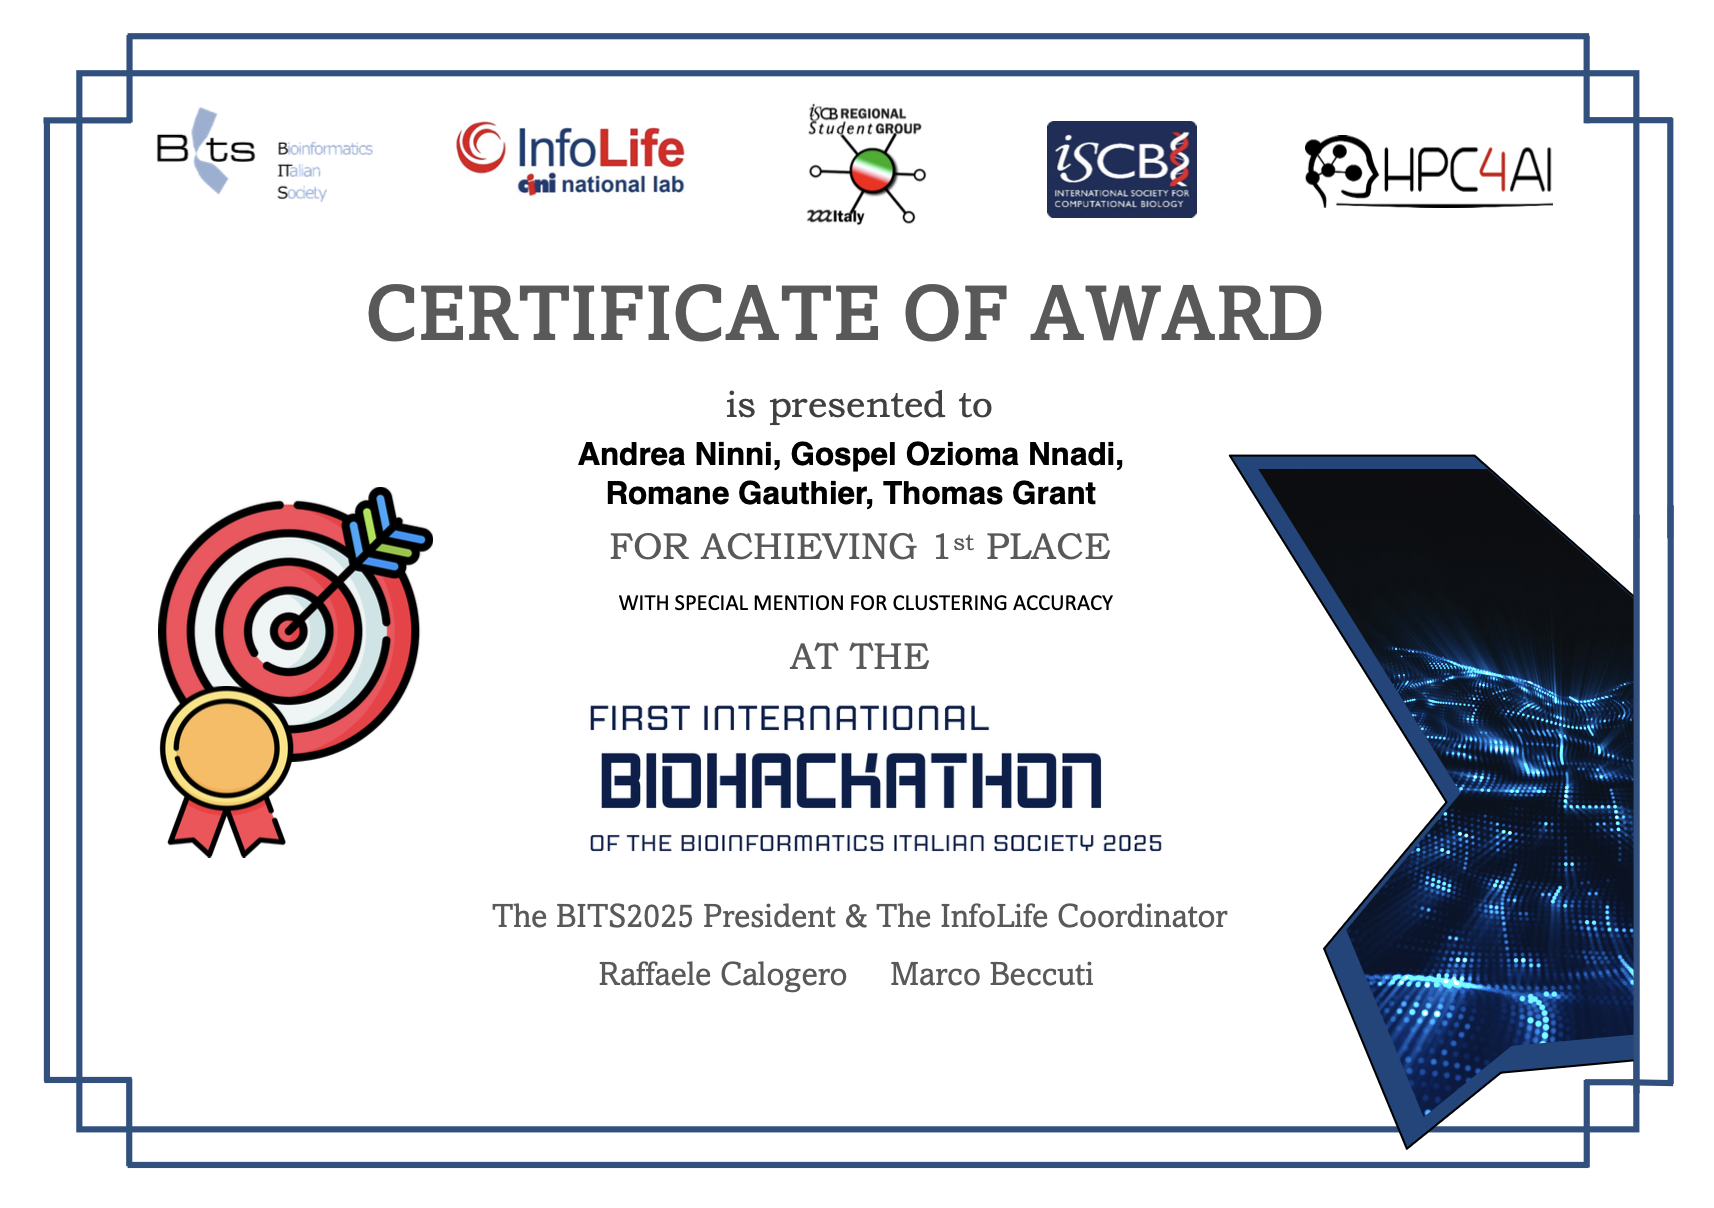 Bits
Bioinformatics
ITalian
Society
InfoLife
cini national lab
iSCB REGIONAL
Student GROUP
Italy
iSCB
INTERNATIONAL SOCIETY FOR
COMPUTATIONAL BIOLOGY
HPC4AI
CERTIFICATE OF AWARD
is presented to
Andrea Ninni, Gospel Ozioma Nnadi,
Romane Gauthier, Thomas Grant
FOR ACHIEVING 1st PLACE
WITH SPECIAL MENTION FOR CLUSTERING ACCURACY
AT THE
FIRST INTERNATIONAL
BIOHACKATHON
OF THE BIOINFORMATICS ITALIAN SOCIETY 2025
The BITS2025 President & The InfoLife Coordinator
Raffaele Calogero Marco Beccuti